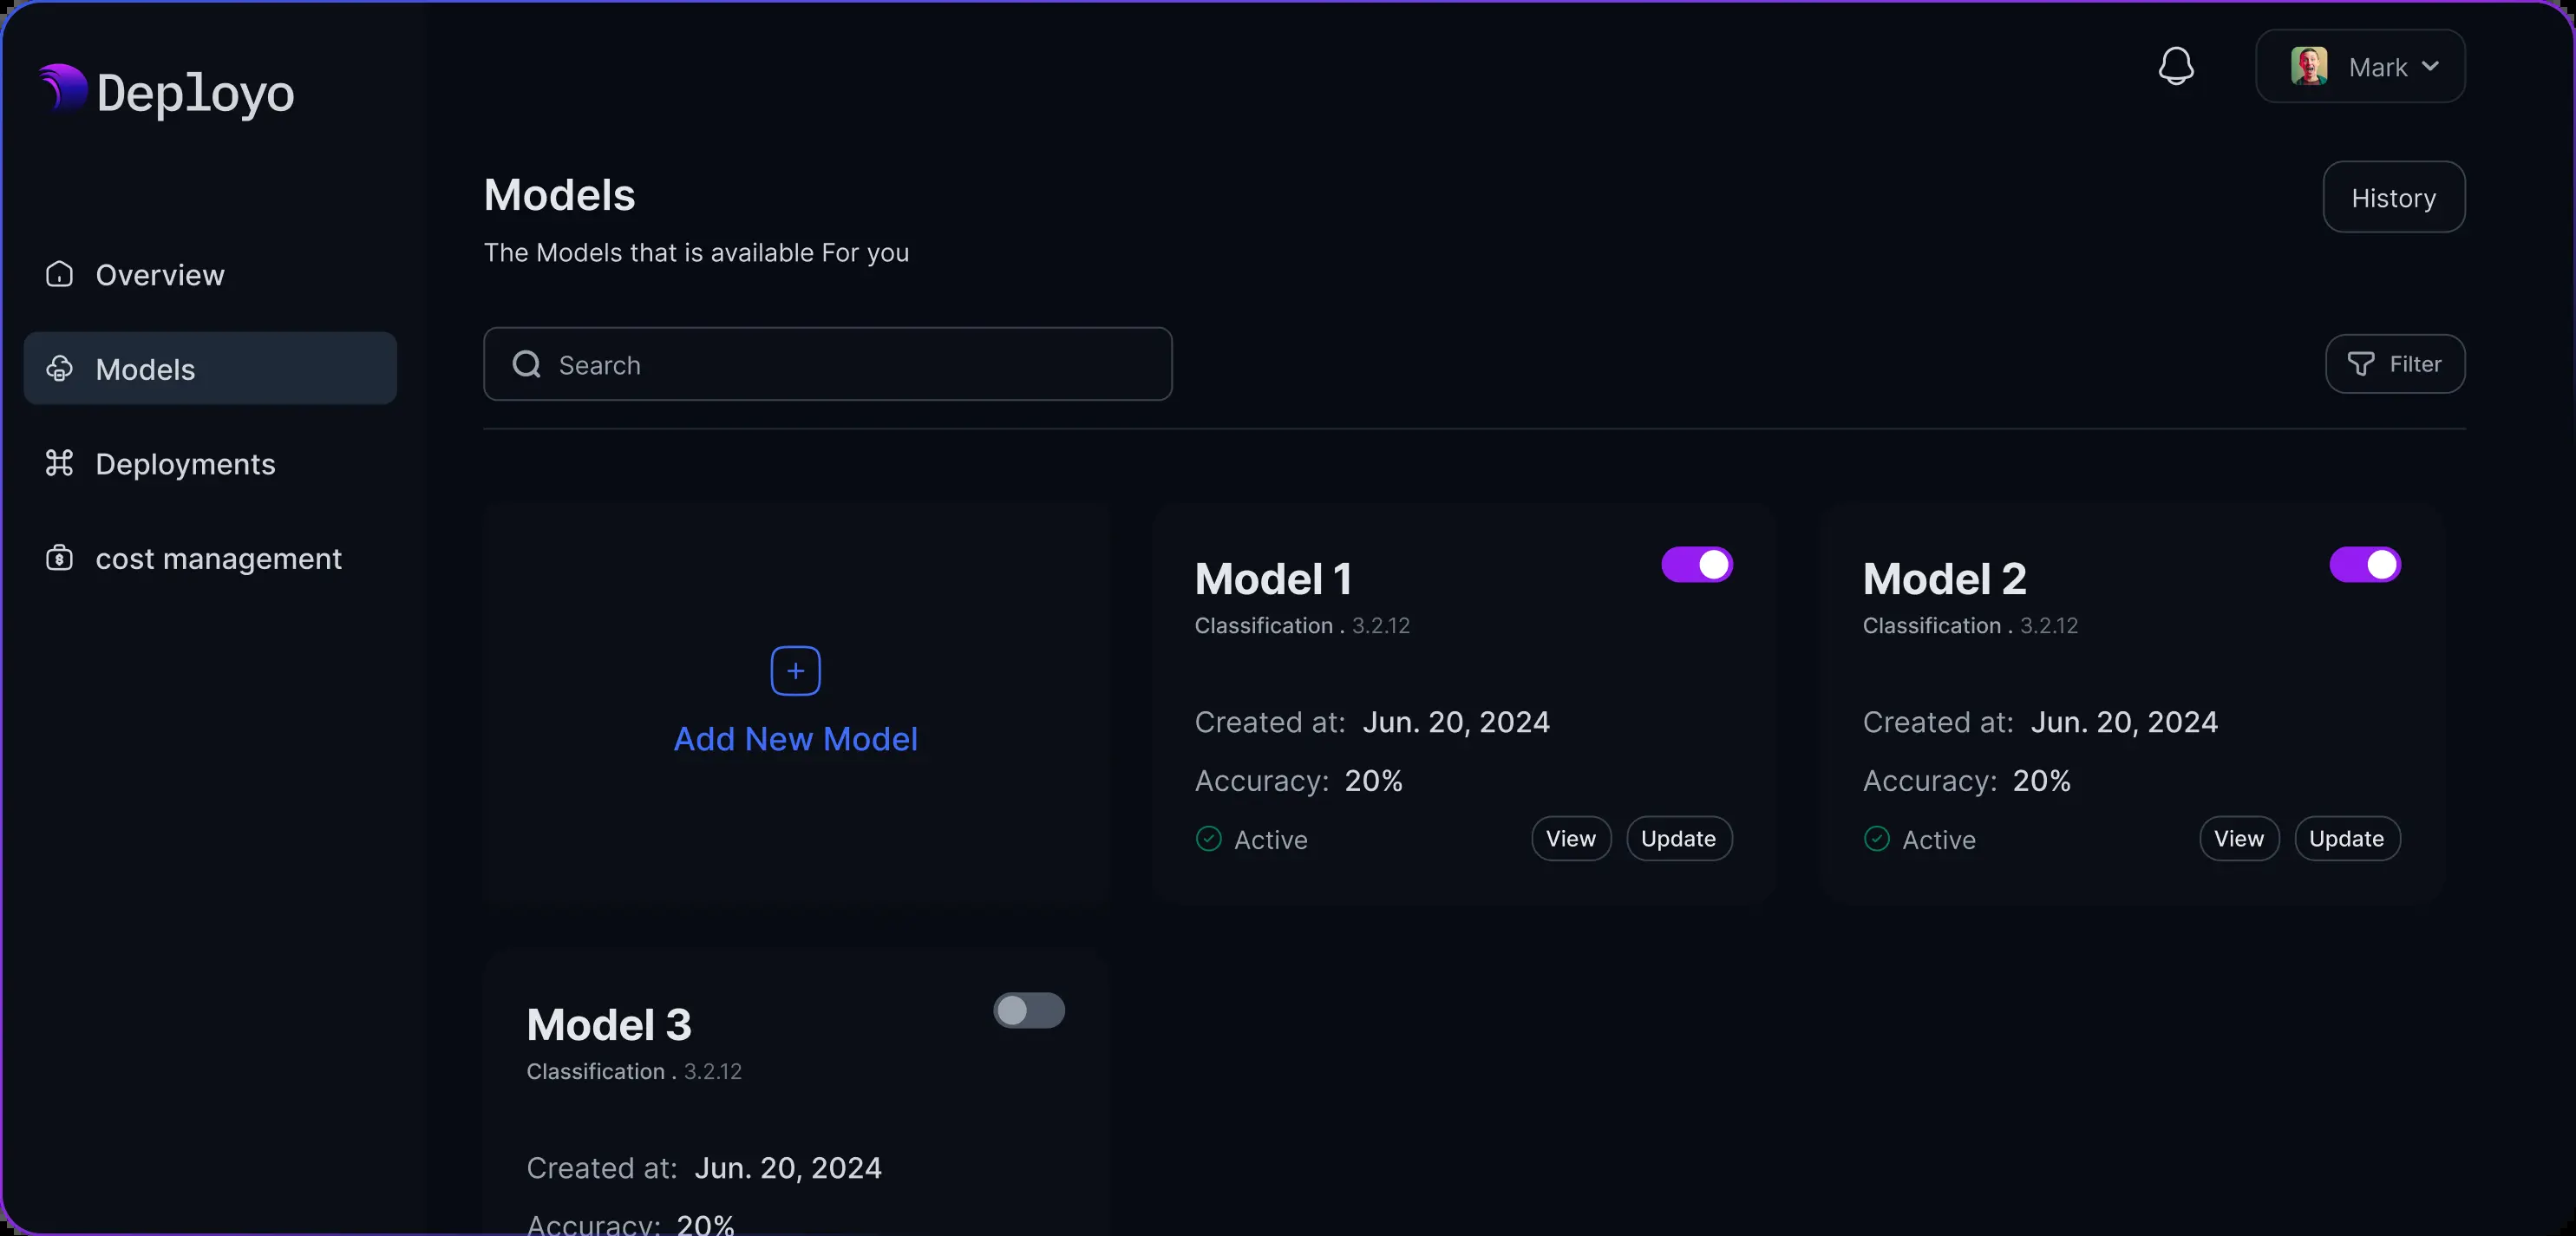 Deployo
Mark
Models
History
The Models that is available For you
Overview
Models
Deployments
cost management
Search
Filter
Add New Model
Model 1
Classification . 3.2.12
Created at: Jun. 20, 2024
Accuracy: 20%
Active
View
Update
Model 2
Classification . 3.2.12
Created at: Jun. 20, 2024
Accuracy: 20%
Active
View
Update
Model 3
Classification . 3.2.12
Created at: Jun. 20, 2024
Accuracy: 20%